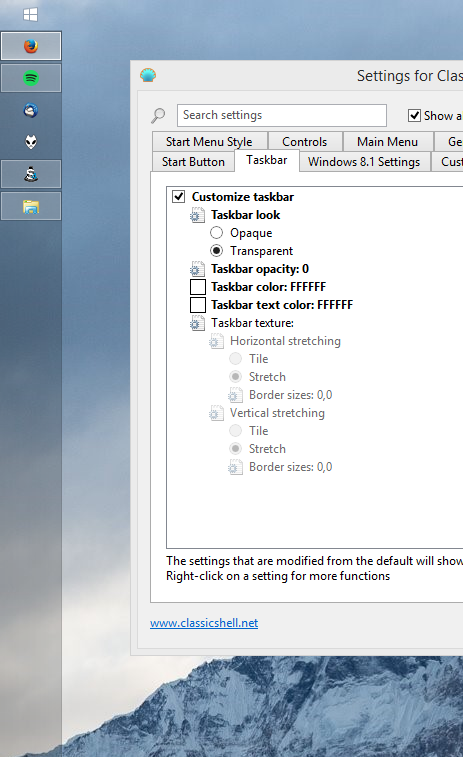 Settings for Clas
Search settings
Show a
Start Menu Style
Controls
Main Menu
Ge
Start Button
Taskbar
Windows 8.1 Settings
Cust
Customize taskbar
Taskbar look
Opaque
Transparent
Taskbar opacity: 0
Taskbar color: FFFFFF
Taskbar text color: FFFFFF
Taskbar texture:
Horizontal stretching
Tile
Stretch
Border sizes: 0,0
Vertical stretching
Tile
Stretch
Border sizes: 0,0
The settings that are modified from the default will show
Right-click on a setting for more functions
www.classicshell.net